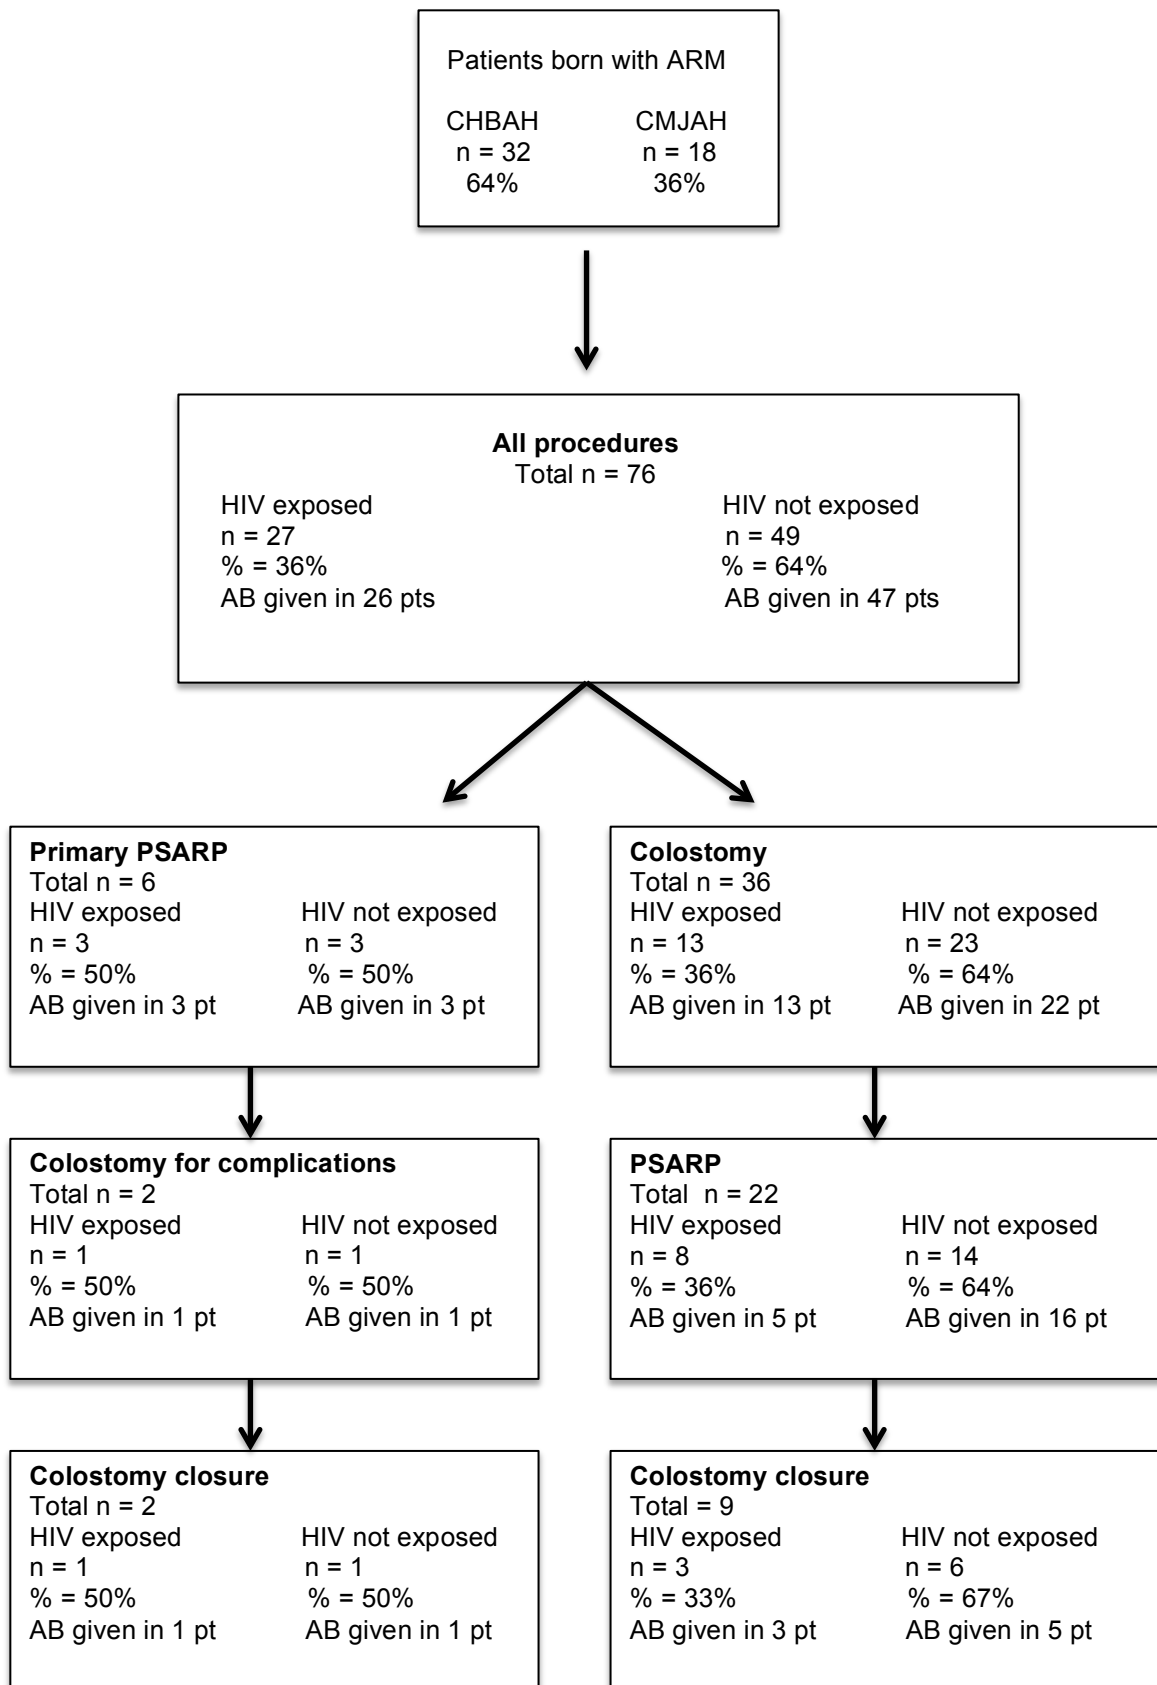 Patients born with ARM
CHBAH CMJAH
n = 32 n = 18
64% 36%
All procedures
Total n = 76
HIV exposed HIV not exposed
n = 27 n = 49
% = 36% % = 64%
AB given in 26 pts AB given in 47 pts
Primary PSARP
Total n = 6
HIV exposed HIV not exposed
n = 3 n = 3
% = 50% % = 50%
AB given in 3 pt AB given in 3 pt
Colostomy
Total n = 36
HIV exposed HIV not exposed
n = 13 n = 23
% = 36% % = 64%
AB given in 13 pt AB given in 22 pt
Colostomy for complications
Total n = 2
HIV exposed HIV not exposed
n = 1 n = 1
% = 50% % = 50%
AB given in 1 pt AB given in 1 pt
PSARP
Total n = 22
HIV exposed HIV not exposed
n = 8 n = 14
% = 36% % = 64%
AB given in 5 pt AB given in 16 pt
Colostomy closure
Total n = 2
HIV exposed HIV not exposed
n = 1 n = 1
% = 50% % = 50%
AB given in 1 pt AB given in 1 pt
Colostomy closure
Total = 9
HIV exposed HIV not exposed
n = 3 n = 6
% = 33% % = 67%
AB given in 3 pt AB given in 5 pt